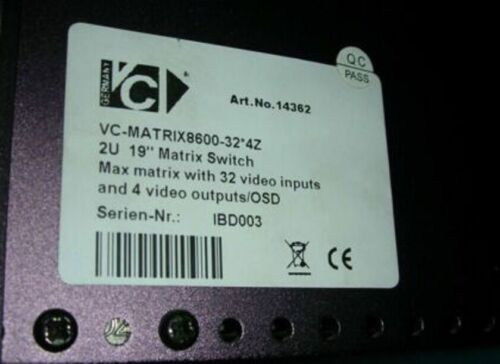 QC
PASS
GERMANY
VC
Art.No.14362
VC-MATRIX8600-32*4Z
2U 19" Matrix Switch
Max matrix with 32 video inputs
and 4 video outputs/OSD
Serien-Nr.: IBD003
CE